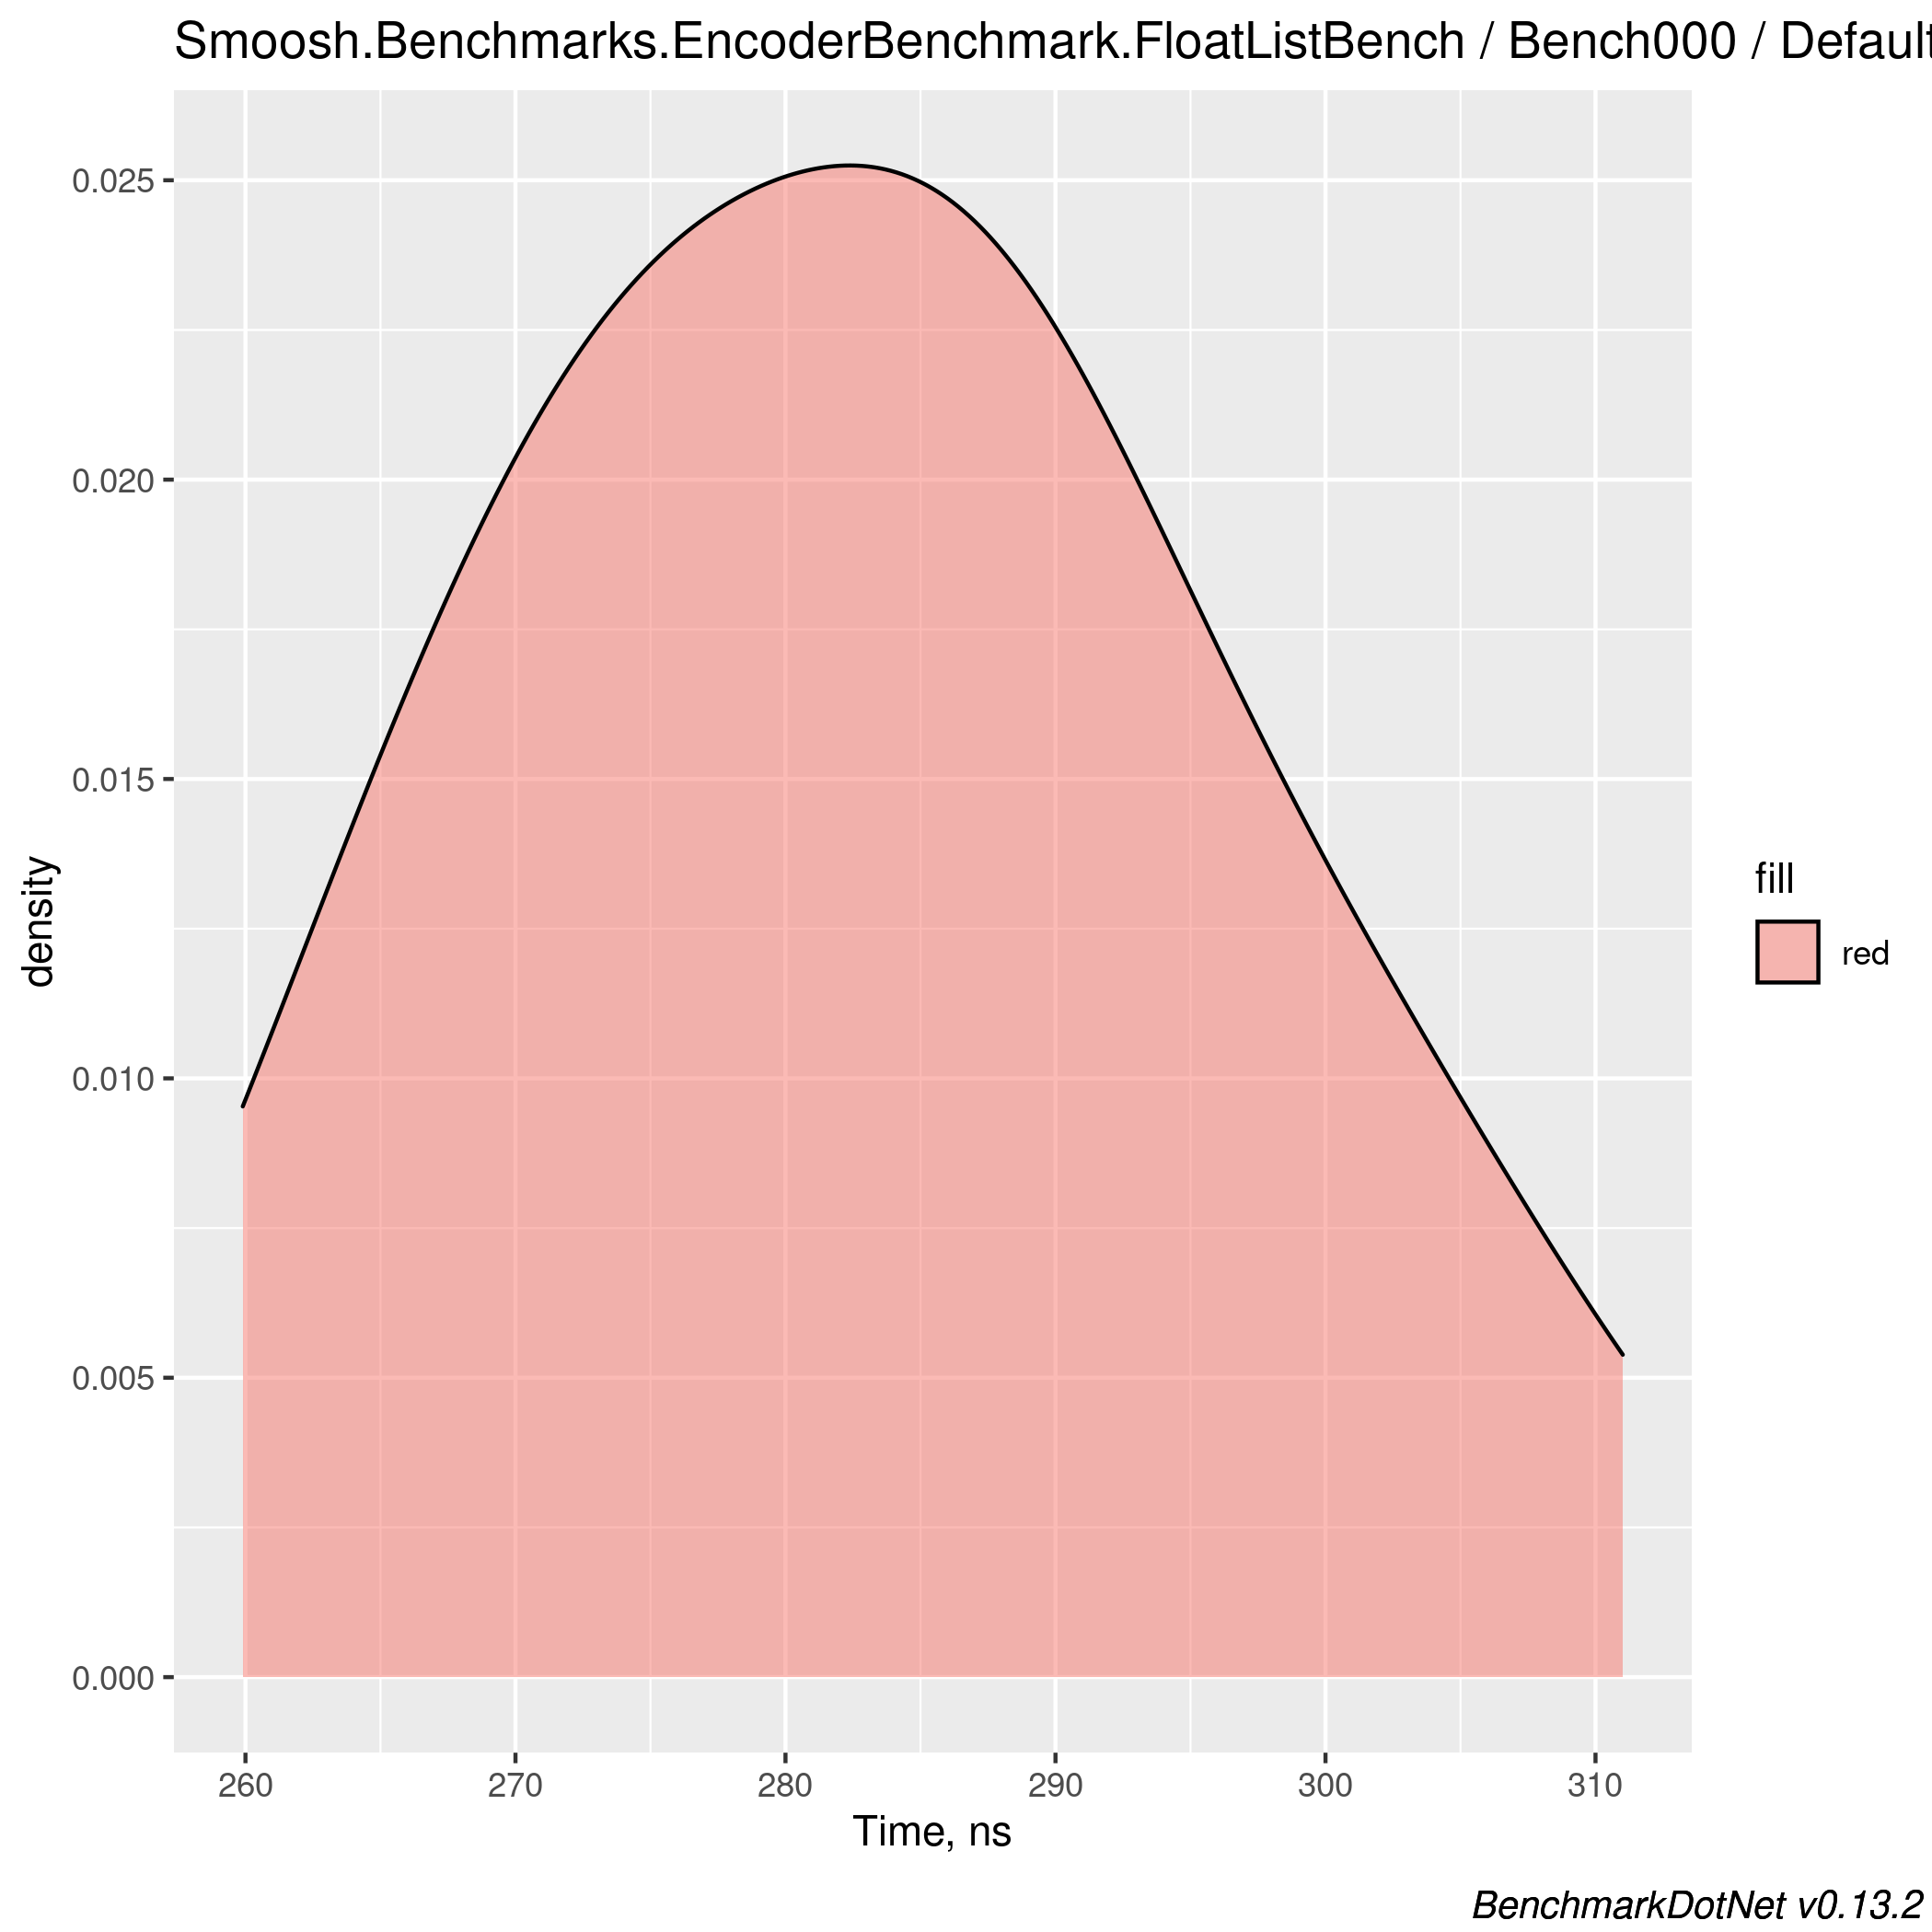 Smoosh.Benchmarks.EncoderBenchmark.FloatListBench / Bench000 / Default
0.025
0.020
0.015
0.010
0.005
0.000
density
260 270 280 290 300 310
Time, ns
fill
red
BenchmarkDotNet v0.13.2